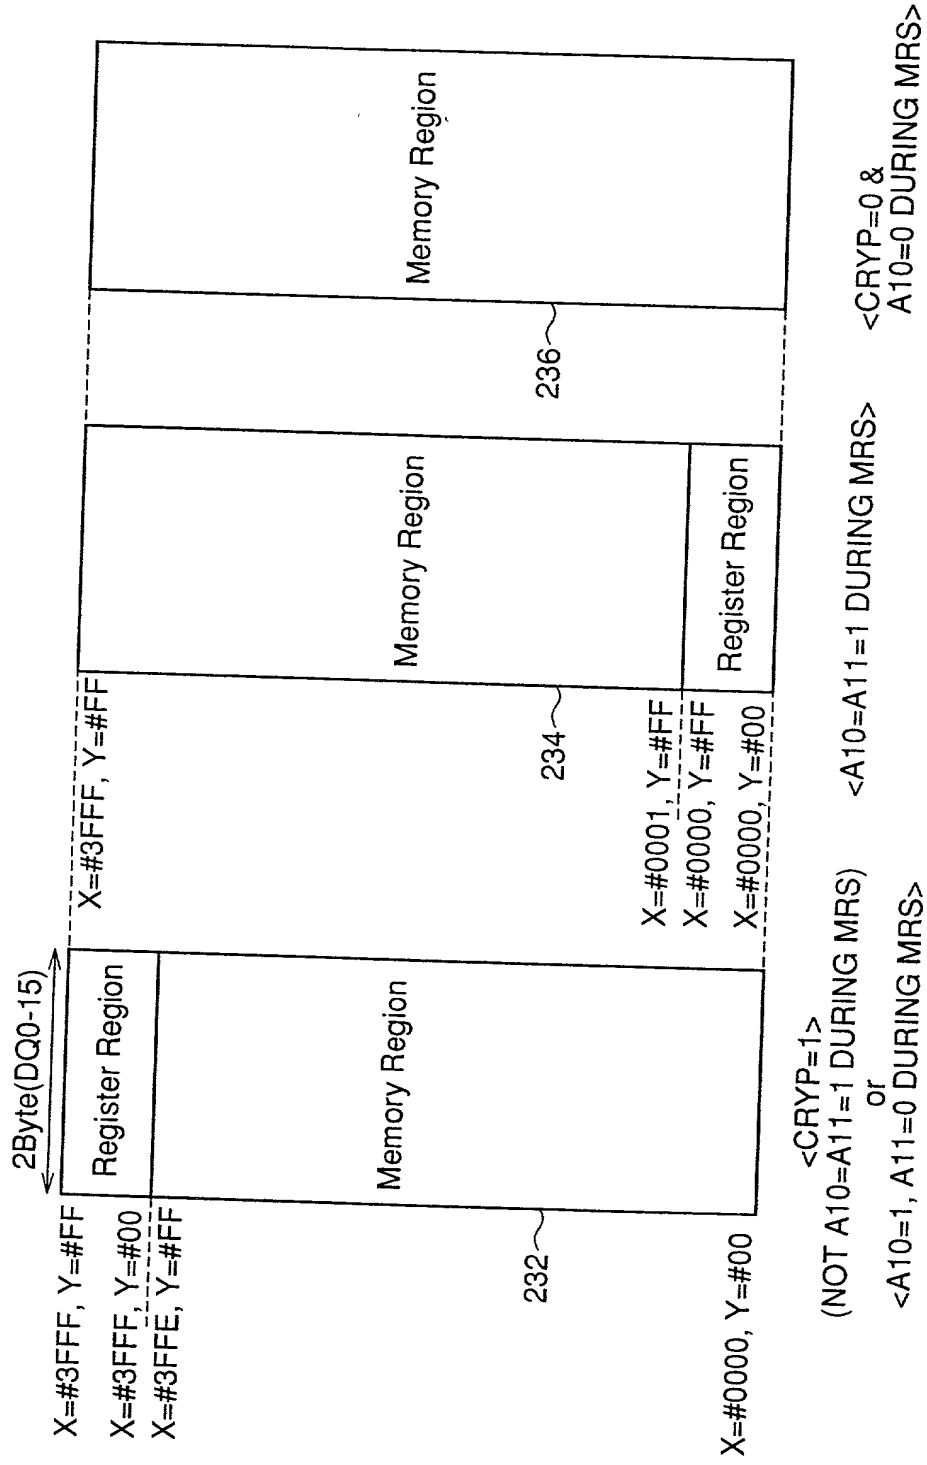 2Byte(DQ0-15)
X=#3FFF, Y=#FF
Register Region
X=#3FFF, Y=#00
X=#3FFE, Y=#FF
Memory Region
232
X=#0000, Y=#00
<CRYP=1>
(NOT A10=A11=1 DURING MRS)
or
<A10=1, A11=0 DURING MRS>
X=#3FFF, Y=#FF
Memory Region
234
X=#0001, Y=#FF
X=#0000, Y=#FF
Register Region
X=#0000, Y=#00
<A10=A11=1 DURING MRS>
Memory Region
236
<CRYP=0 &
A10=0 DURING MRS>